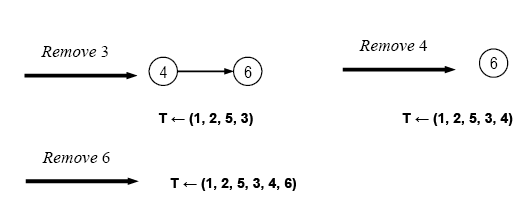 Remove 3
4
6
T ← (1, 2, 5, 3)
Remove 4
6
T ← (1, 2, 5, 3, 4)
Remove 6
T ← (1, 2, 5, 3, 4, 6)